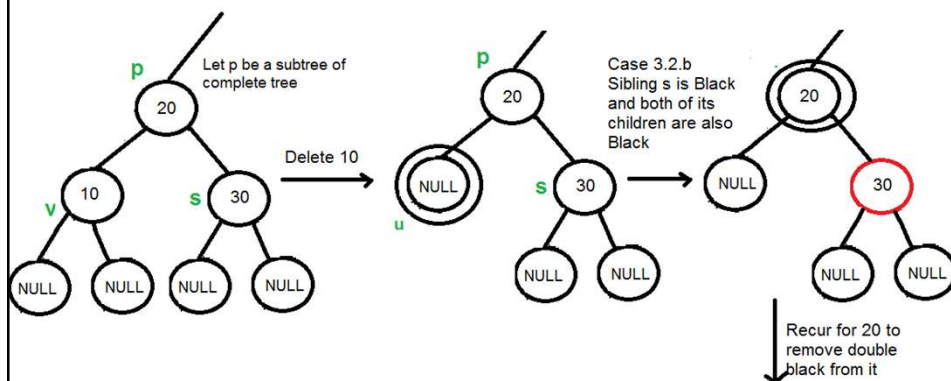 p
Let p be a subtree of
complete tree
20
v
10
s
30
NULL
NULL
NULL
NULL
Delete 10
p
20
NULL
u
s
30
NULL
NULL
Case 3.2.b
Sibling s is Black
and both of its
children are also
Black
20
NULL
30
NULL
NULL
Recur for 20 to
remove double
black from it